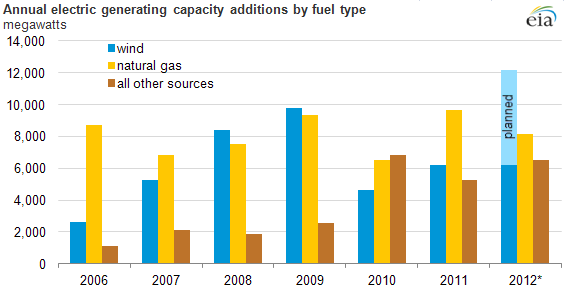 Annual electric generating capacity additions by fuel type
megawatts
eia
14,000
12,000
10,000
8,000
6,000
4,000
2,000
0
wind
natural gas
all other sources
planned
2006 2007 2008 2009 2010 2011 2012*